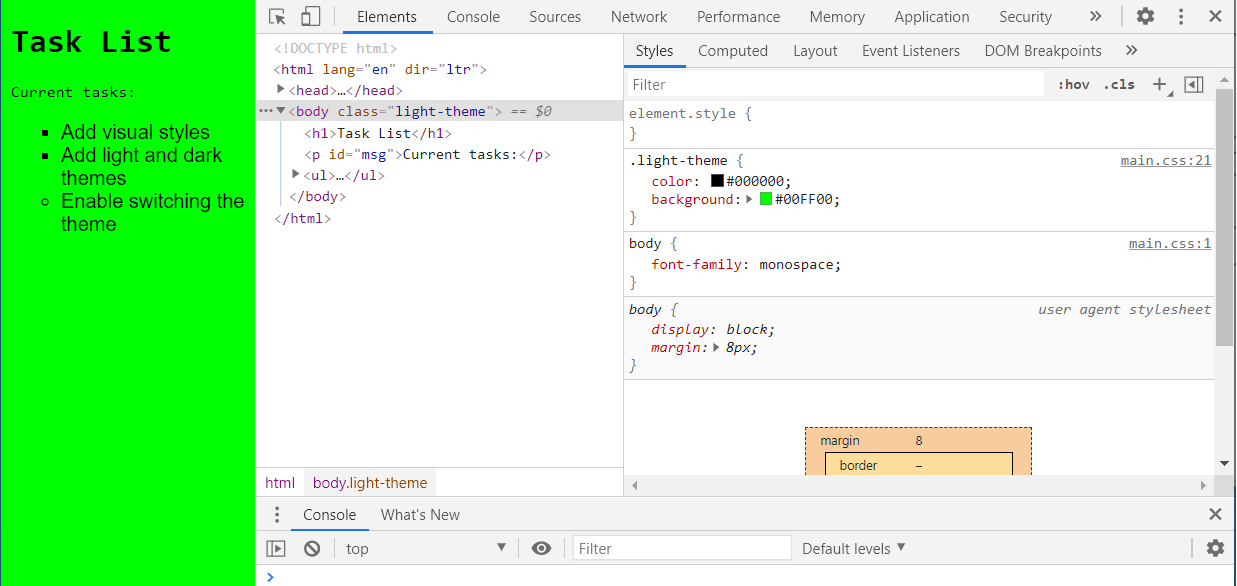 Task List
Current tasks:
Add visual styles
Add light and dark
themes
Enable switching the
theme
Elements Console Sources Network Performance Memory Application Security »
<!DOCTYPE html>
<html lang="en" dir="ltr">
<head>…</head>
<body class="light-theme"> == $0
<h1>Task List</h1>
<p id="msg">Current tasks:</p>
<ul>…</ul>
</body>
</html>
html body.light-theme
Styles Computed Layout Event Listeners DOM Breakpoints »
Filter :hov .cls +
element.style {
}
.light-theme { main.css:21
color: #000000;
background: #00FF00;
}
body { main.css:1
font-family: monospace;
}
body { user agent stylesheet
display: block;
margin: 8px;
}
margin 8
border –
Console What's New
top Filter Default levels